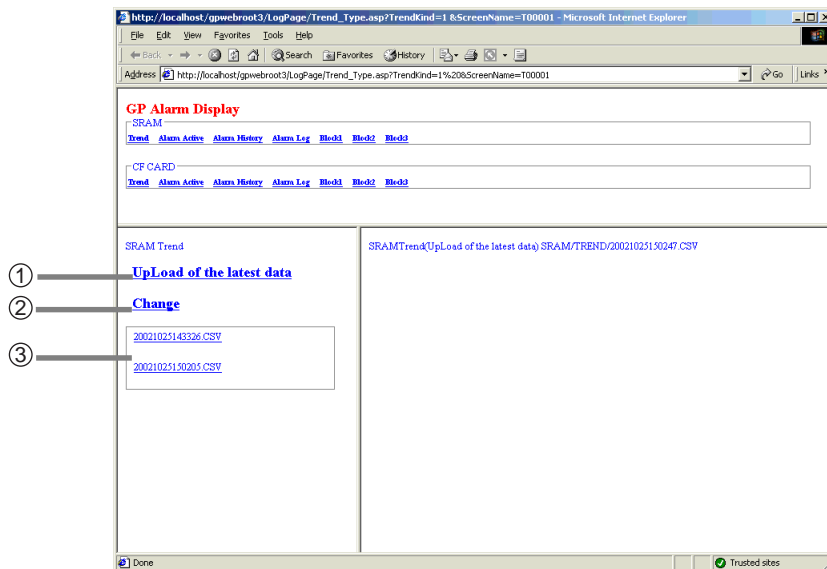 http://localhost/gpwebroot3/LogPage/Trend_Type.asp?TrendKind=1 &ScreenName=T00001 - Microsoft Internet Explorer
File Edit View Favorites Tools Help
Back Search Favorites History
Address http://localhost/gpwebroot3/LogPage/Trend_Type.asp?TrendKind=1%20&ScreenName=T00001 Go Links
GP Alarm Display
SRAM
Trend Alarm Active Alarm History Alarm Log Block1 Block2 Block3
CF CARD
Trend Alarm Active Alarm History Alarm Log Block1 Block2 Block3
SRAM Trend
SRAMTrend(UpLoad of the latest data) SRAM/TREND/20021025150247.CSV
① UpLoad of the latest data
② Change
20021025143326.CSV
③
20021025150205.CSV
Done Trusted sites